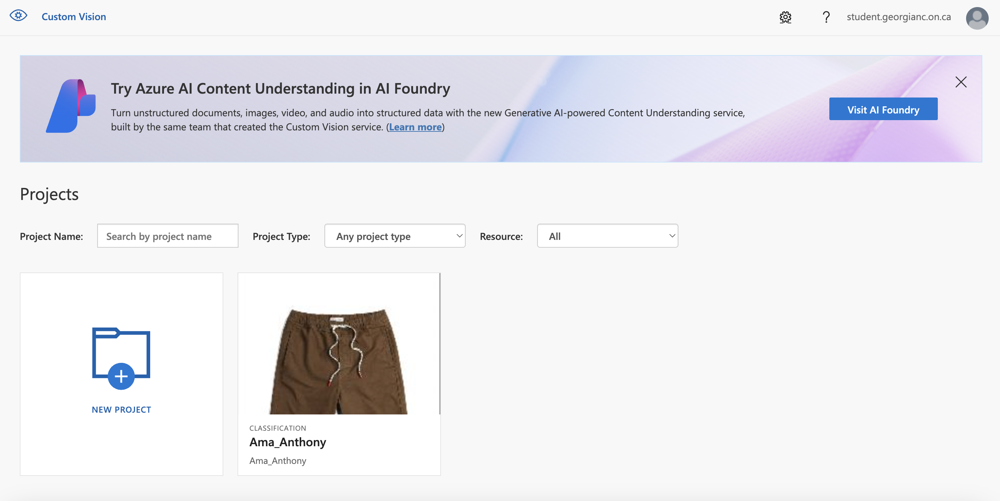 Custom Vision
? student.georgianc.on.ca
Try Azure AI Content Understanding in AI Foundry
Turn unstructured documents, images, video, and audio into structured data with the new Generative AI-powered Content Understanding service,
built by the same team that created the Custom Vision service. (Learn more)
Visit AI Foundry
Projects
Project Name: Search by project name Project Type: Any project type Resource: All
NEW PROJECT
CLASSIFICATION
Ama_Anthony
Ama_Anthony